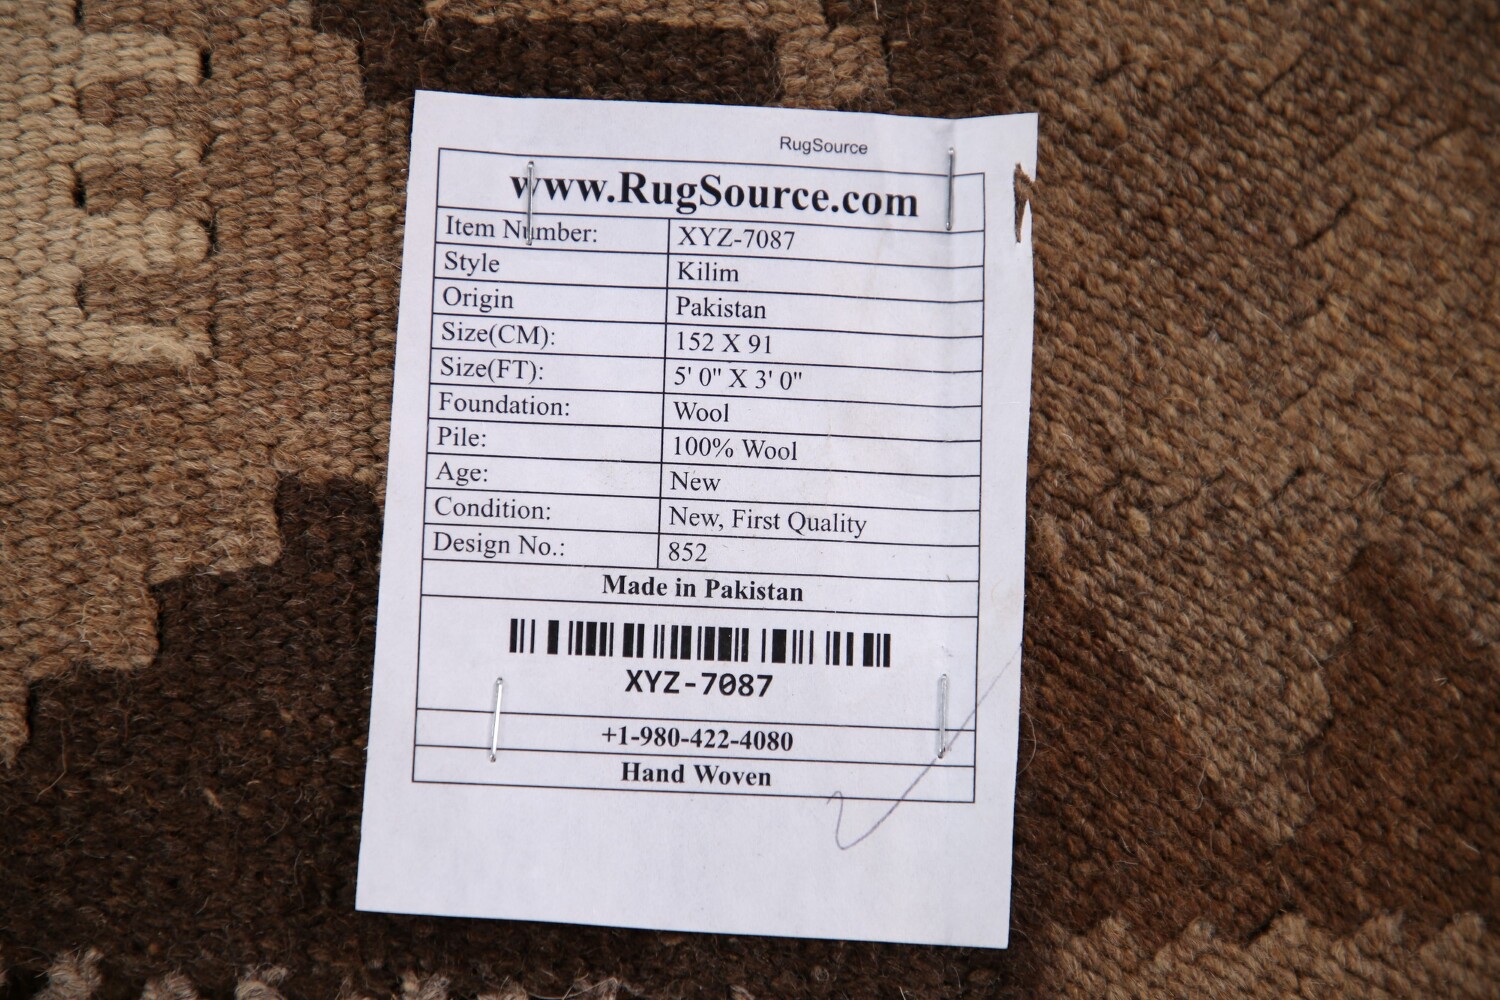 RugSource
www.RugSource.com
Item Number: XYZ-7087
Style Kilim
Origin Pakistan
Size(CM): 152 X 91
Size(FT): 5' 0" X 3' 0"
Foundation: Wool
Pile: 100% Wool
Age: New
Condition: New, First Quality
Design No.: 852
Made in Pakistan
XYZ-7087
+1-980-422-4080
Hand Woven